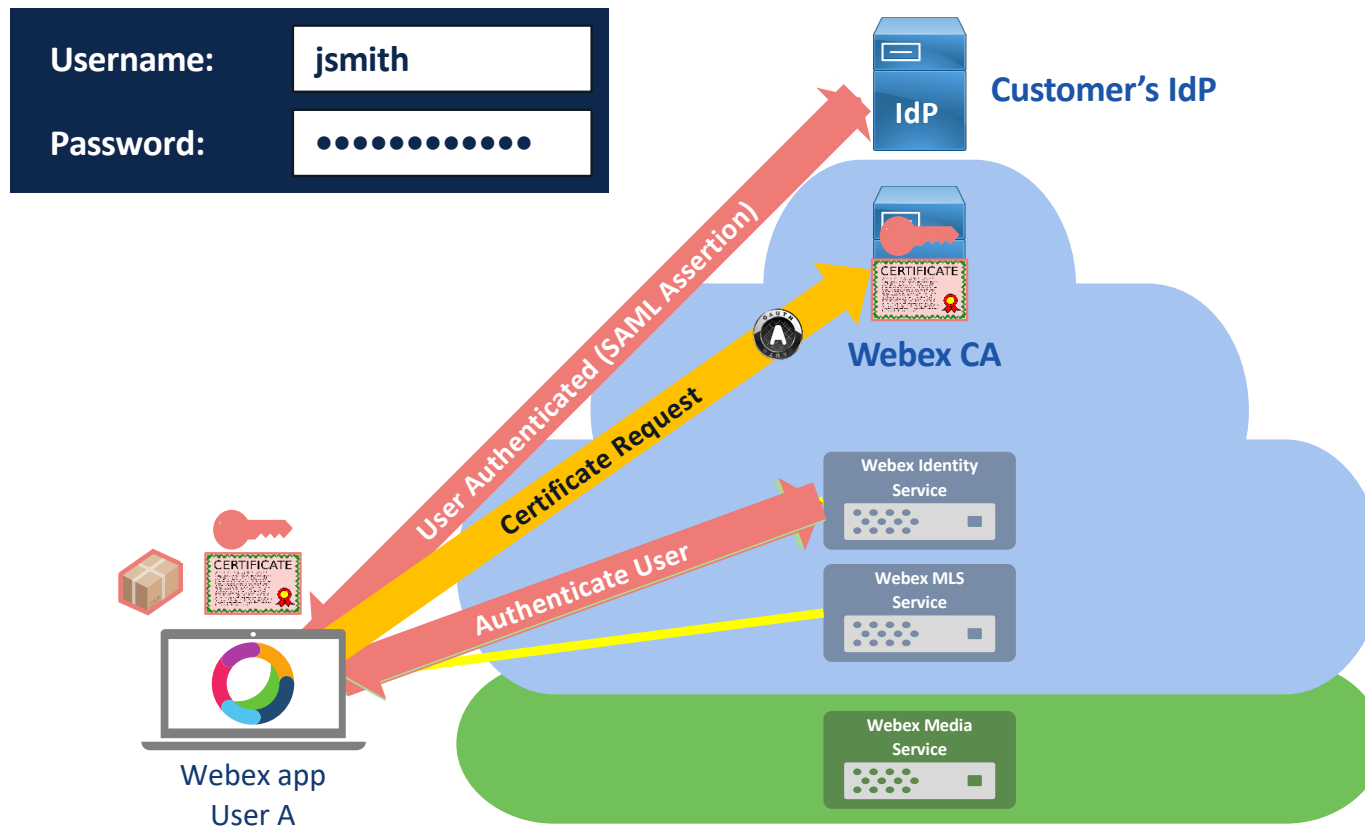 Username:
jsmith
Password:
••••••••••••
IdP
Customer's IdP
User Authenticated (SAML Assertion)
CERTIFICATE
Webex CA
OAUTH
A
Certificate Request
Webex Identity
Service
Authenticate User
CERTIFICATE
Webex MLS
Service
Webex Media
Service
Webex app
User A